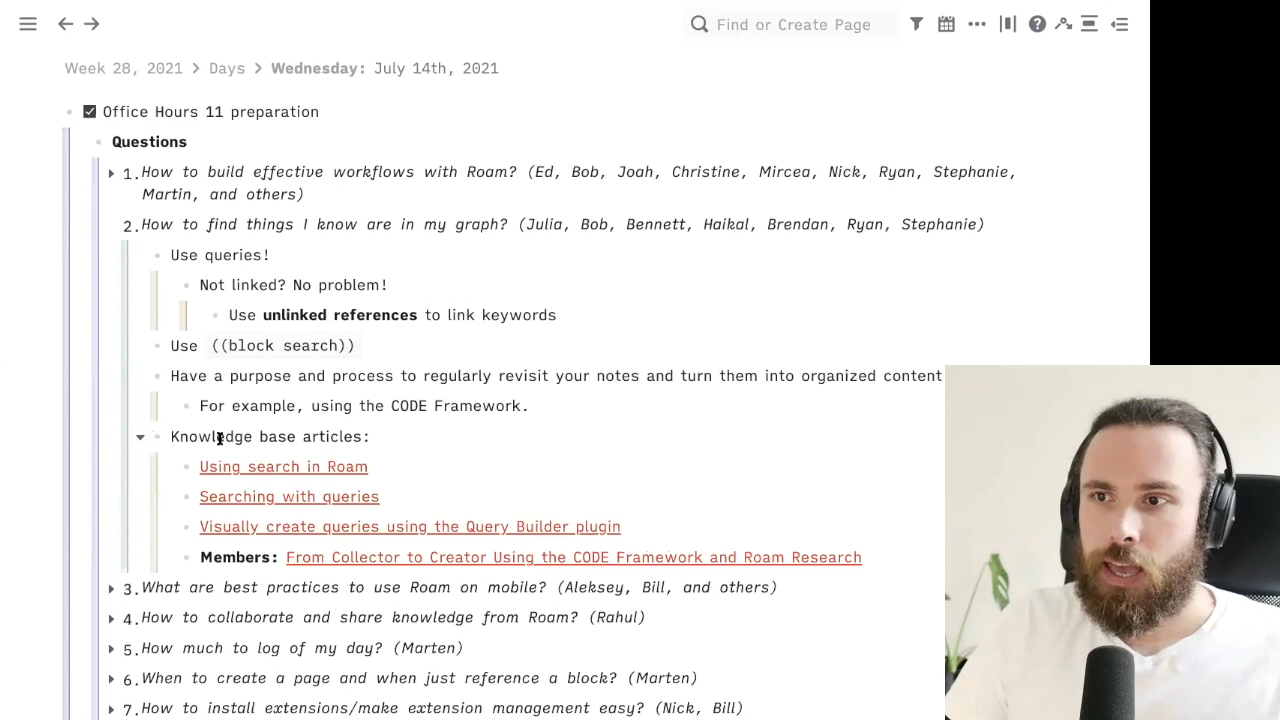 Find or Create Page
Week 28, 2021 > Days > Wednesday: July 14th, 2021
Office Hours 11 preparation
Questions
1. How to build effective workflows with Roam? (Ed, Bob, Joah, Christine, Mircea, Nick, Ryan, Stephanie,
Martin, and others)
2. How to find things I know are in my graph? (Julia, Bob, Bennett, Haikal, Brendan, Ryan, Stephanie)
Use queries!
Not linked? No problem!
Use unlinked references to link keywords
Use ((block search))
Have a purpose and process to regularly revisit your notes and turn them into organized content
For example, using the CODE Framework.
Knowledge base articles:
Using search in Roam
Searching with queries
Visually create queries using the Query Builder plugin
Members: From Collector to Creator Using the CODE Framework and Roam Research
3. What are best practices to use Roam on mobile? (Aleksey, Bill, and others)
4. How to collaborate and share knowledge from Roam? (Rahul)
5. How much to log of my day? (Marten)
6. When to create a page and when just reference a block? (Marten)
7. How to install extensions/make extension management easy? (Nick, Bill)